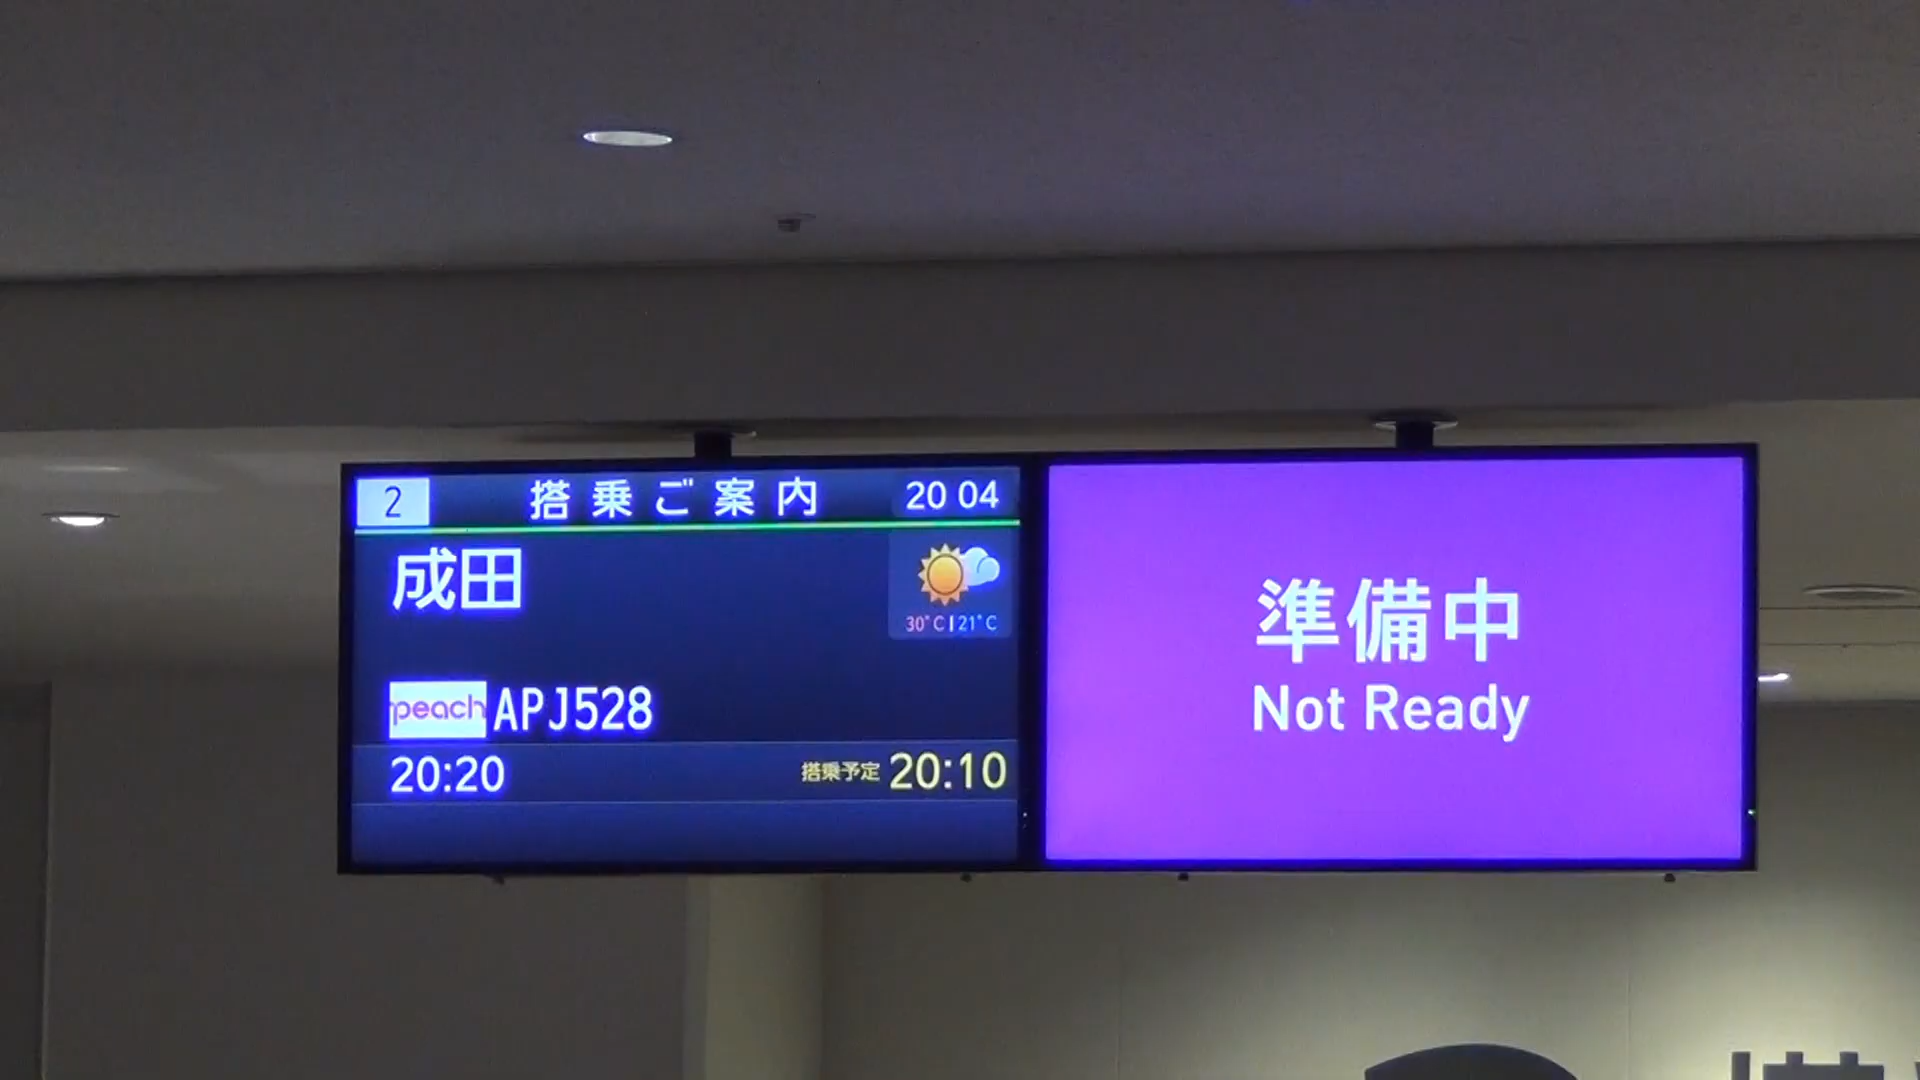 2 搭乗ご案内 20 04
成田
30°C|21°C
peach APJ528
20:20 搭乗予定 20:10
準備中
Not Ready